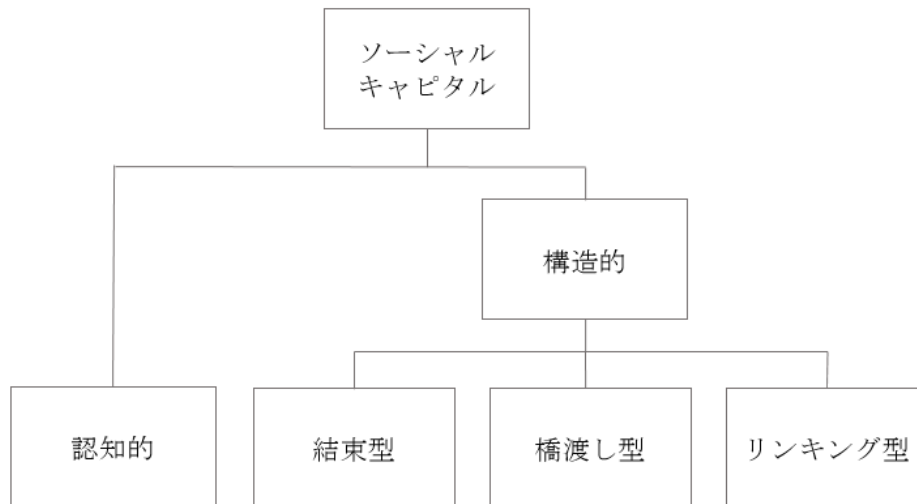 ソーシャル
キャピタル
構造的
認知的
結束型
橋渡し型
リンキング型